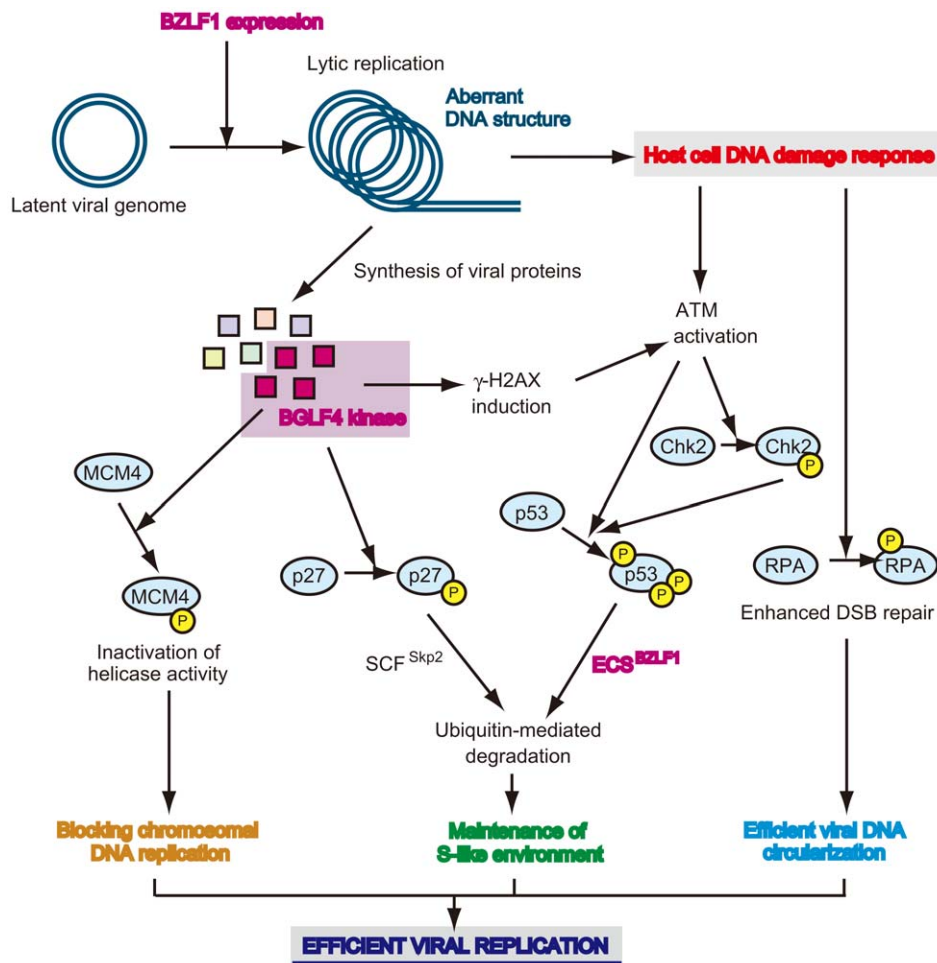 BZLF1 expression
Lytic replication
Aberrant
DNA structure
Host cell DNA damage response
Latent viral genome
Synthesis of viral proteins
ATM
activation
γ-H2AX
induction
BGLF4 kinase
Chk2
Chk2
P
MCM4
p53
P
p53
P
P
P
RPA
RPA
p27
p27
P
MCM4
P
Enhanced DSB repair
Inactivation of
helicase activity
SCF Skp2
ECS BZLF1
Ubiquitin-mediated
degradation
Blocking chromosomal
DNA replication
Maintenance of
S-like environment
Efficient viral DNA
circularization
EFFICIENT VIRAL REPLICATION